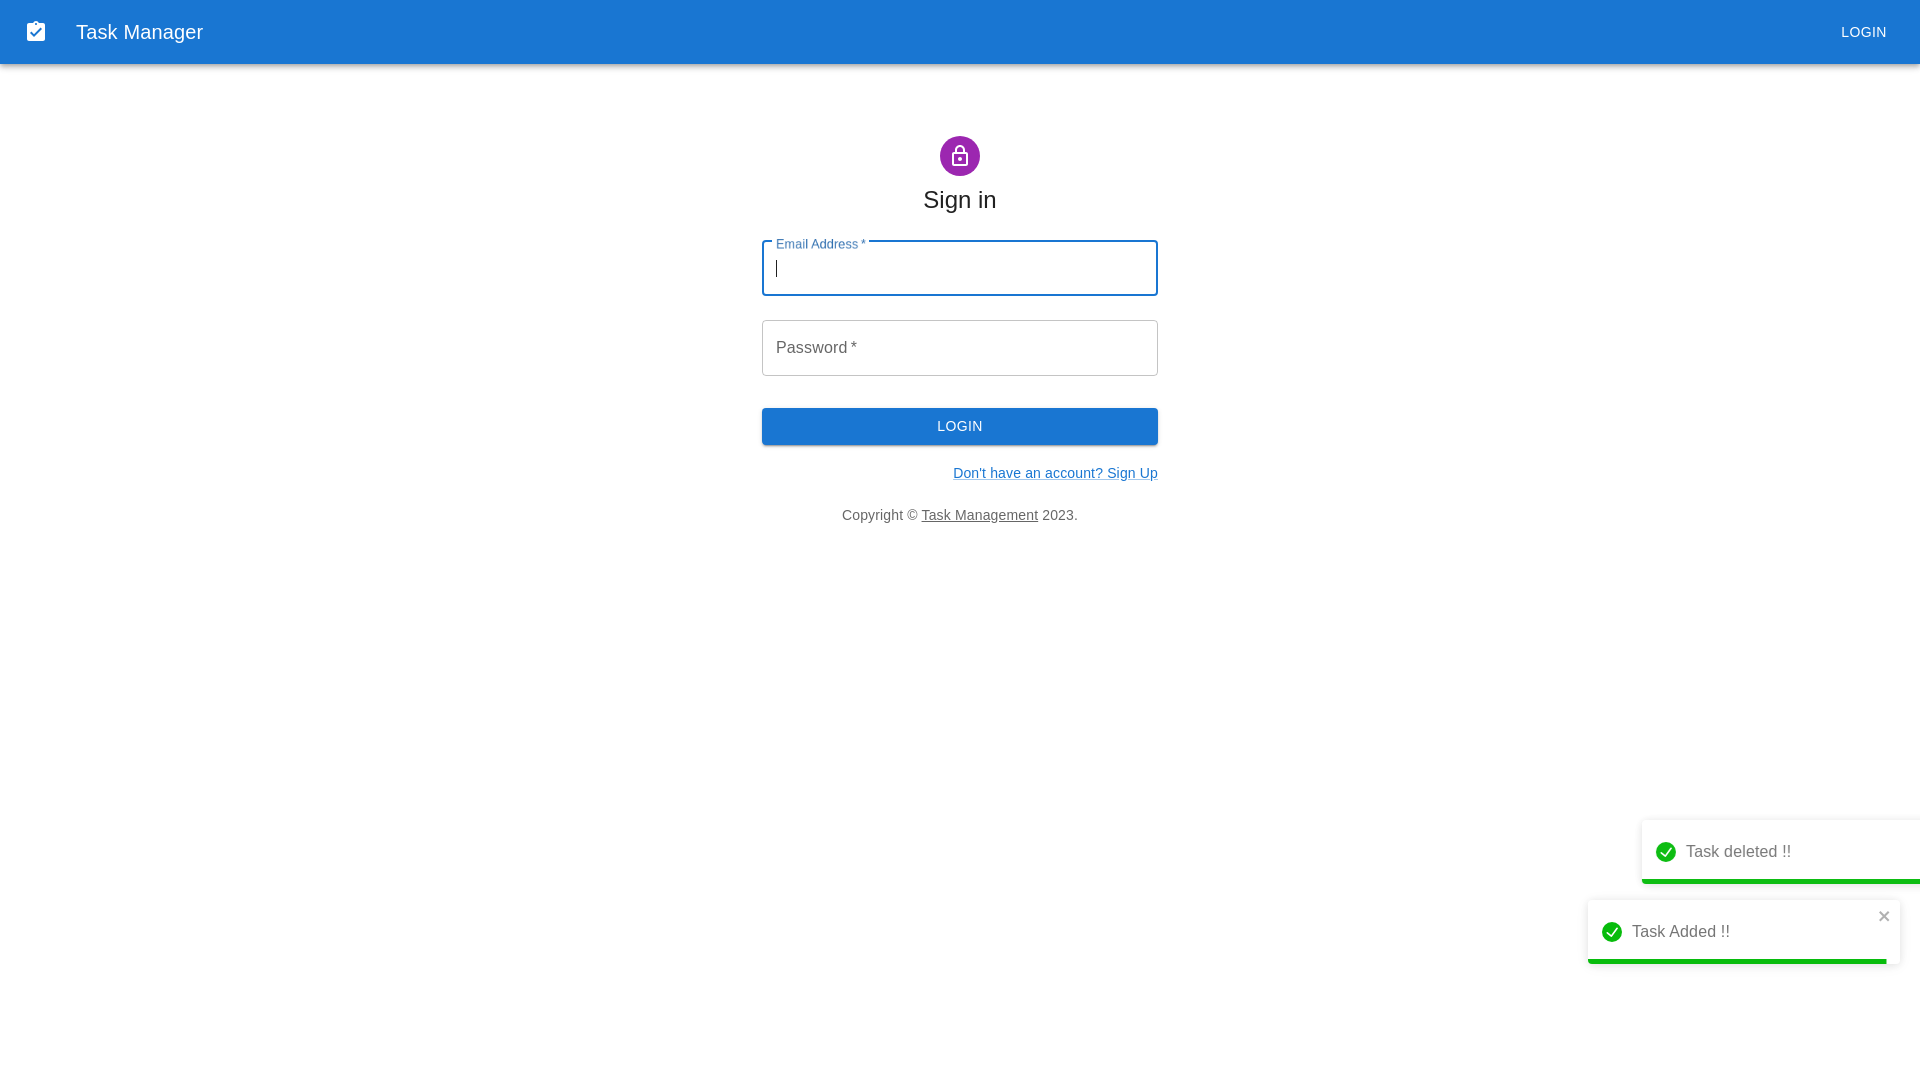 Task Manager
LOGIN
Sign in
Email Address *
Password *
LOGIN
Don't have an account? Sign Up
Copyright © Task Management 2023.
Task deleted !!
Task Added !!